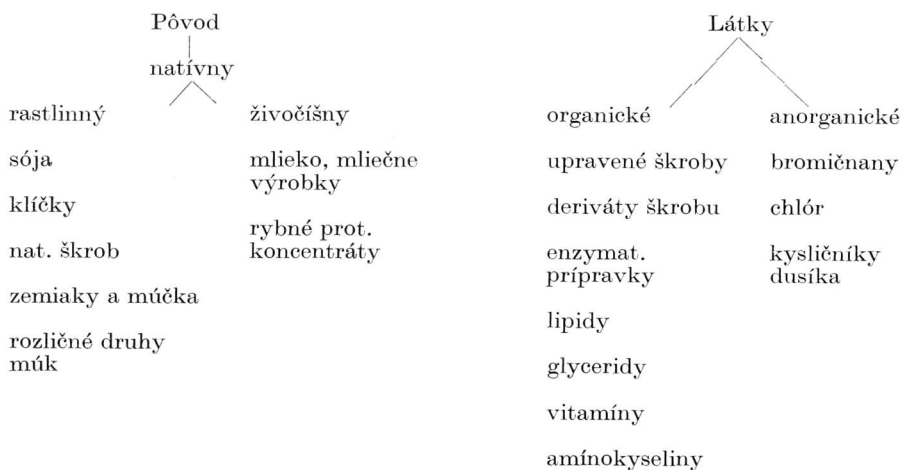 Pôvod
natívny
rastlinný
sója
klíčky
nat. škrob
zemiaky a múčka
rozličné druhy
múk
živočíšny
mlieko, mliečne
výrobky
rybné prot.
koncentráty
Látky
organické
upravené škroby
deriváty škrobu
enzymat.
prípravky
lipidy
glyceridy
vitamíny
amínokyseliny
anorganické
bromičnany
chlór
kysličníky
dusíka